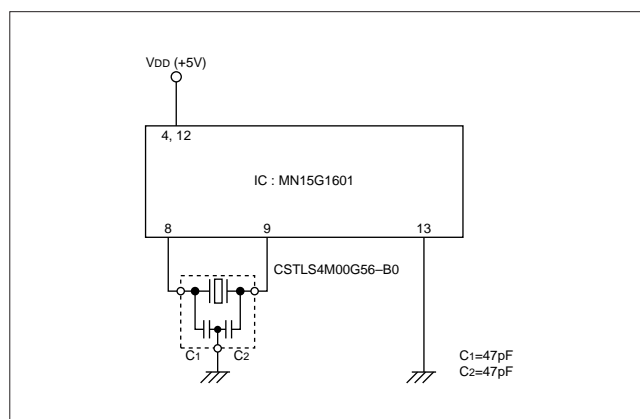 VDD (+5V)
4, 12
IC : MN15G1601
8
9
13
CSTLS4M00G56–B0
C1
C2
C1=47pF
C2=47pF